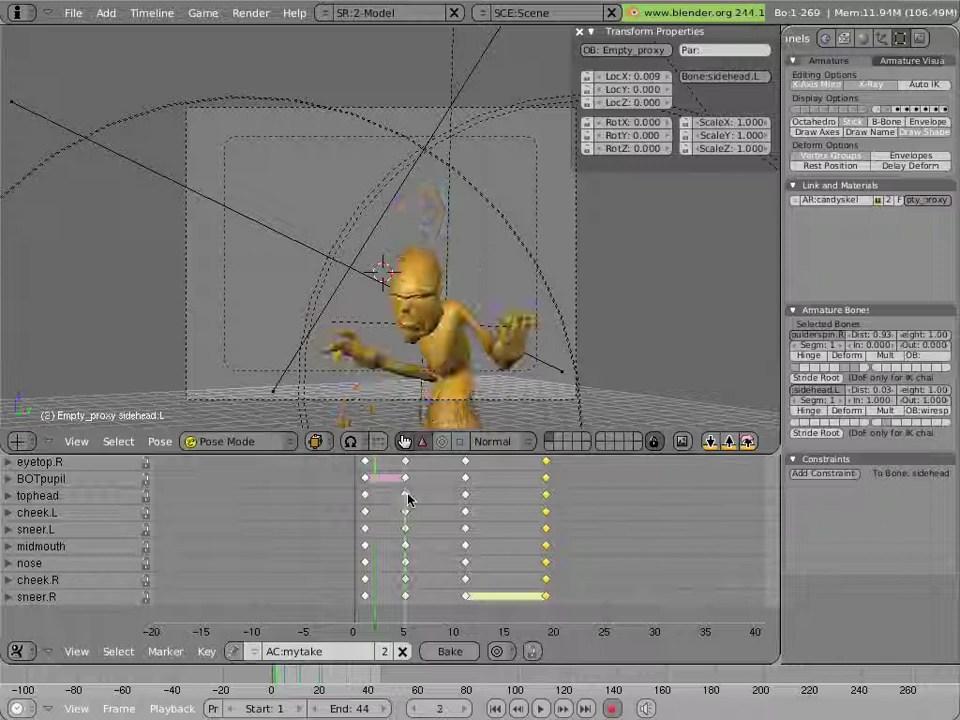 File Add Timeline Game Render Help SR:2-Model SCE:Scene www.blender.org 244.1 Bo:1-269 | Mem:11.94M (106.49M)
Transform Properties
OB: Empty_proxy Par:
LocX: 0.009 Bone:sidehead.L
LocY: 0.000
LocZ: 0.000
RotX: 0.000 ScaleX: 1.000
RotY: 0.000 ScaleY: 1.000
RotZ: 0.000 ScaleZ: 1.000
nels
Armature Armature Visua
Editing Options
X-Axis Mirro X-Ray Auto IK
Display Options
Octahedro Stick B-Bone Envelope
Draw Axes Draw Name Draw Shape
Deform Options
Vertex Groups Envelopes
Rest Position Delay Deform
Link and Materials
AR:candyskel 2 F pty_proxy
Armature Bones
Selected Bones
oulderspin.R Dist: 0.93 eight: 1.00
Segm: 1 In: 0.000 Out: 0.000
Hinge Deform Mult OB:
Stride Root (DoF only for IK chai
sidehead.L Dist: 0.03 eight: 1.00
Segm: 1 In: 0.000 Out: 0.000
Hinge Deform Mult OB:wiresp
Stride Root (DoF only for IK chai
Constraints
Add Constraint To Bone: sidehead
(2) Empty_proxy sidehead.L
View Select Pose Pose Mode Normal
eyetop.R
BOTpupil
tophead
cheek.L
sneer.L
midmouth
nose
cheek.R
sneer.R
-20 -15 -10 -5 0 5 10 15 20 25 30 35 40
View Select Marker Key AC:mytake 2 Bake
-100 -80 -60 -40 -20 0 20 40 60 80 100 120 140 160 180 200 220 240 260
View Frame Playback Pr Start: 1 End: 44 2